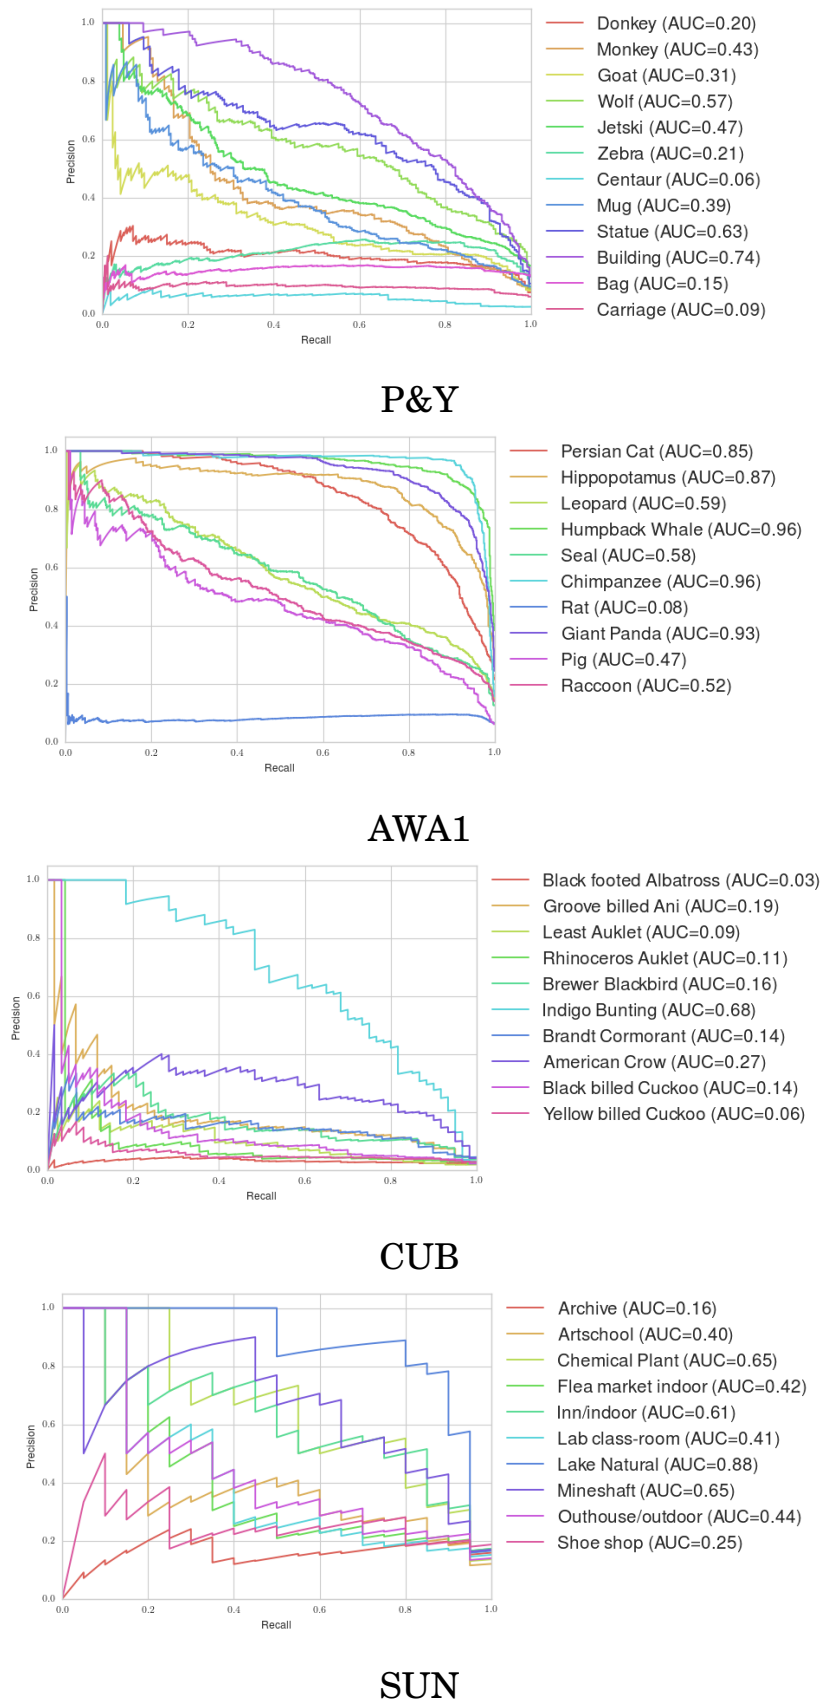 1.0
0.8
0.6
0.4
0.2
0.0
Precision
0.0 0.2 0.4 0.6 0.8 1.0
Recall
Donkey (AUC=0.20)
Monkey (AUC=0.43)
Goat (AUC=0.31)
Wolf (AUC=0.57)
Jetski (AUC=0.47)
Zebra (AUC=0.21)
Centaur (AUC=0.06)
Mug (AUC=0.39)
Statue (AUC=0.63)
Building (AUC=0.74)
Bag (AUC=0.15)
Carriage (AUC=0.09)
P&Y
1.0
0.8
0.6
0.4
0.2
0.0
Precision
0.0 0.2 0.4 0.6 0.8 1.0
Recall
Persian Cat (AUC=0.85)
Hippopotamus (AUC=0.87)
Leopard (AUC=0.59)
Humpback Whale (AUC=0.96)
Seal (AUC=0.58)
Chimpanzee (AUC=0.96)
Rat (AUC=0.08)
Giant Panda (AUC=0.93)
Pig (AUC=0.47)
Raccoon (AUC=0.52)
AWA1
1.0
0.8
0.6
0.4
0.2
0.0
Precision
0.0 0.2 0.4 0.6 0.8 1.0
Recall
Black footed Albatross (AUC=0.03)
Groove billed Ani (AUC=0.19)
Least Auklet (AUC=0.09)
Rhinoceros Auklet (AUC=0.11)
Brewer Blackbird (AUC=0.16)
Indigo Bunting (AUC=0.68)
Brandt Cormorant (AUC=0.14)
American Crow (AUC=0.27)
Black billed Cuckoo (AUC=0.14)
Yellow billed Cuckoo (AUC=0.06)
CUB
1.0
0.8
0.6
0.4
0.2
0.0
Precision
0.0 0.2 0.4 0.6 0.8 1.0
Recall
Archive (AUC=0.16)
Artschool (AUC=0.40)
Chemical Plant (AUC=0.65)
Flea market indoor (AUC=0.42)
Inn/indoor (AUC=0.61)
Lab class-room (AUC=0.41)
Lake Natural (AUC=0.88)
Mineshaft (AUC=0.65)
Outhouse/outdoor (AUC=0.44)
Shoe shop (AUC=0.25)
SUN